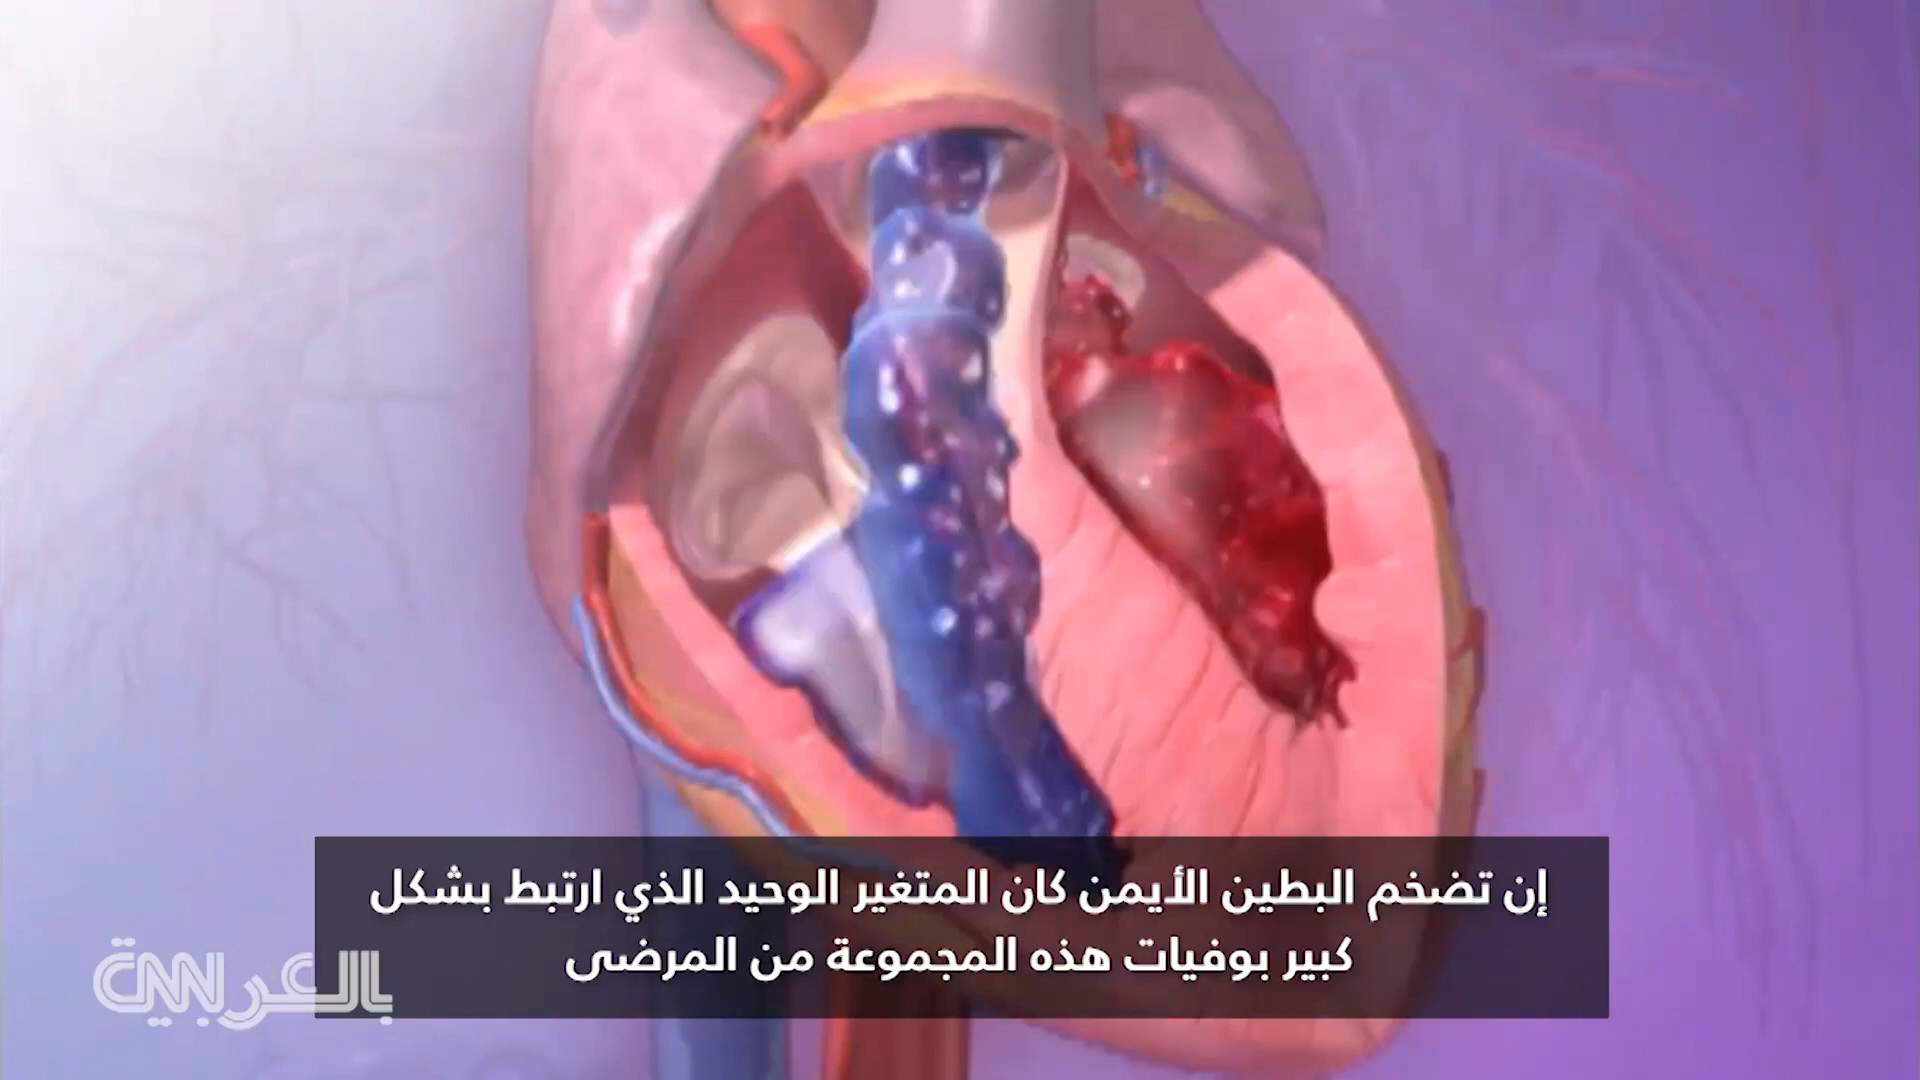 إن تضخم البطين الأيمن كان المتغير الوحيد الذي ارتبط بشكل
كبير بوفيات هذه المجموعة من المرضى
CNN بالعربية